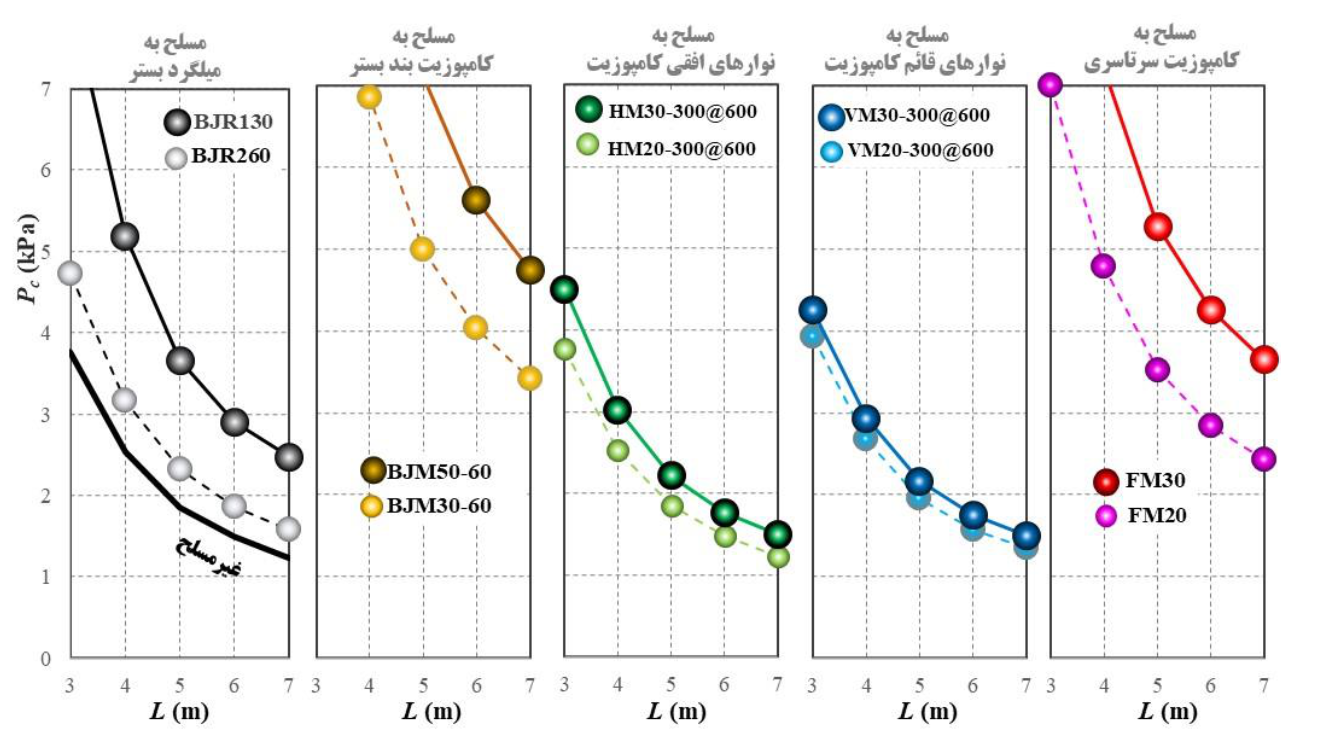 مسلح به
میلگرد بستر
مسلح به
کامپوزیت بند بستر
مسلح به
نوارهای افقی کامپوزیت
مسلح به
نوارهای قائم کامپوزیت
مسلح به
کامپوزیت سرتاسری
P_c (kPa)
7
6
5
4
3
2
1
0
BJR130
BJR260
غیر مسلح
3 4 5 6 7
L (m)
BJM50-60
BJM30-60
3 4 5 6 7
L (m)
HM30-300@600
HM20-300@600
3 4 5 6 7
L (m)
VM30-300@600
VM20-300@600
3 4 5 6 7
L (m)
FM30
FM20
3 4 5 6 7
L (m)